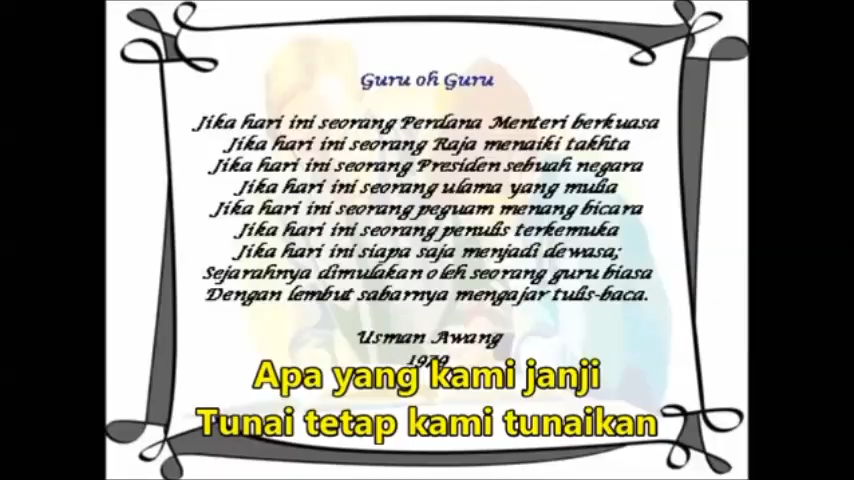 Guru oh Guru
Jika hari ini seorang Perdana Menteri berkuasa
Jika hari ini seorang Raja menaiki takhta
Jika hari ini seorang Presiden sebuah negara
Jika hari ini seorang ulama yang mulia
Jika hari ini seorang peguam menang bicara
Jika hari ini seorang penulis terkemuka
Jika hari ini siapa saja menjadi dewasa;
Sejarahnya dimulakan oleh seorang guru biasa
Dengan lembut sabarnya mengajar tulis-baca.
Usman Awang
1979
Apa yang kami janji
Tunai tetap kami tunaikan